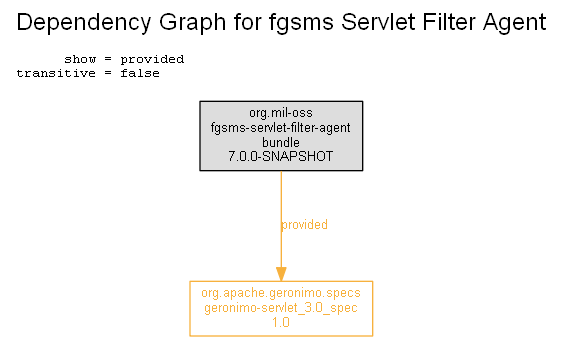 Dependency Graph for fgsms Servlet Filter Agent
show = provided
transitive = false
org.mil-oss
fgsms-servlet-filter-agent
bundle
7.0.0-SNAPSHOT
provided
org.apache.geronimo.specs
geronimo-servlet_3.0_spec
1.0